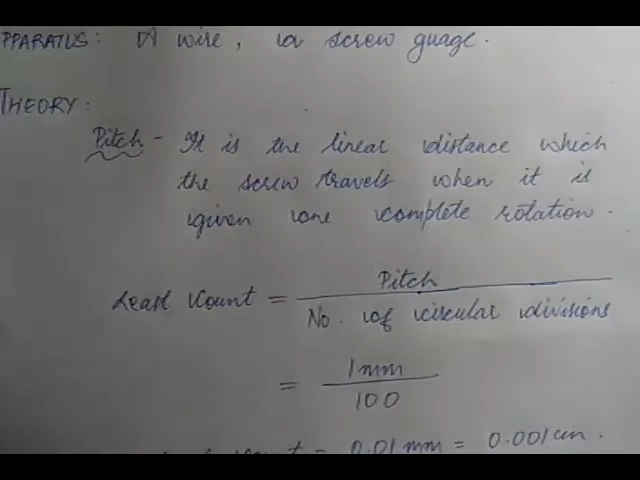 PPARATUS: A wire, a screw guage.
THEORY:
Pitch - It is the linear distance which
the screw travels when it is
given one complete rotation.
Least Count = Pitch / No. of circular divisions
= 1mm / 100
= 0.01 mm = 0.001 cm.